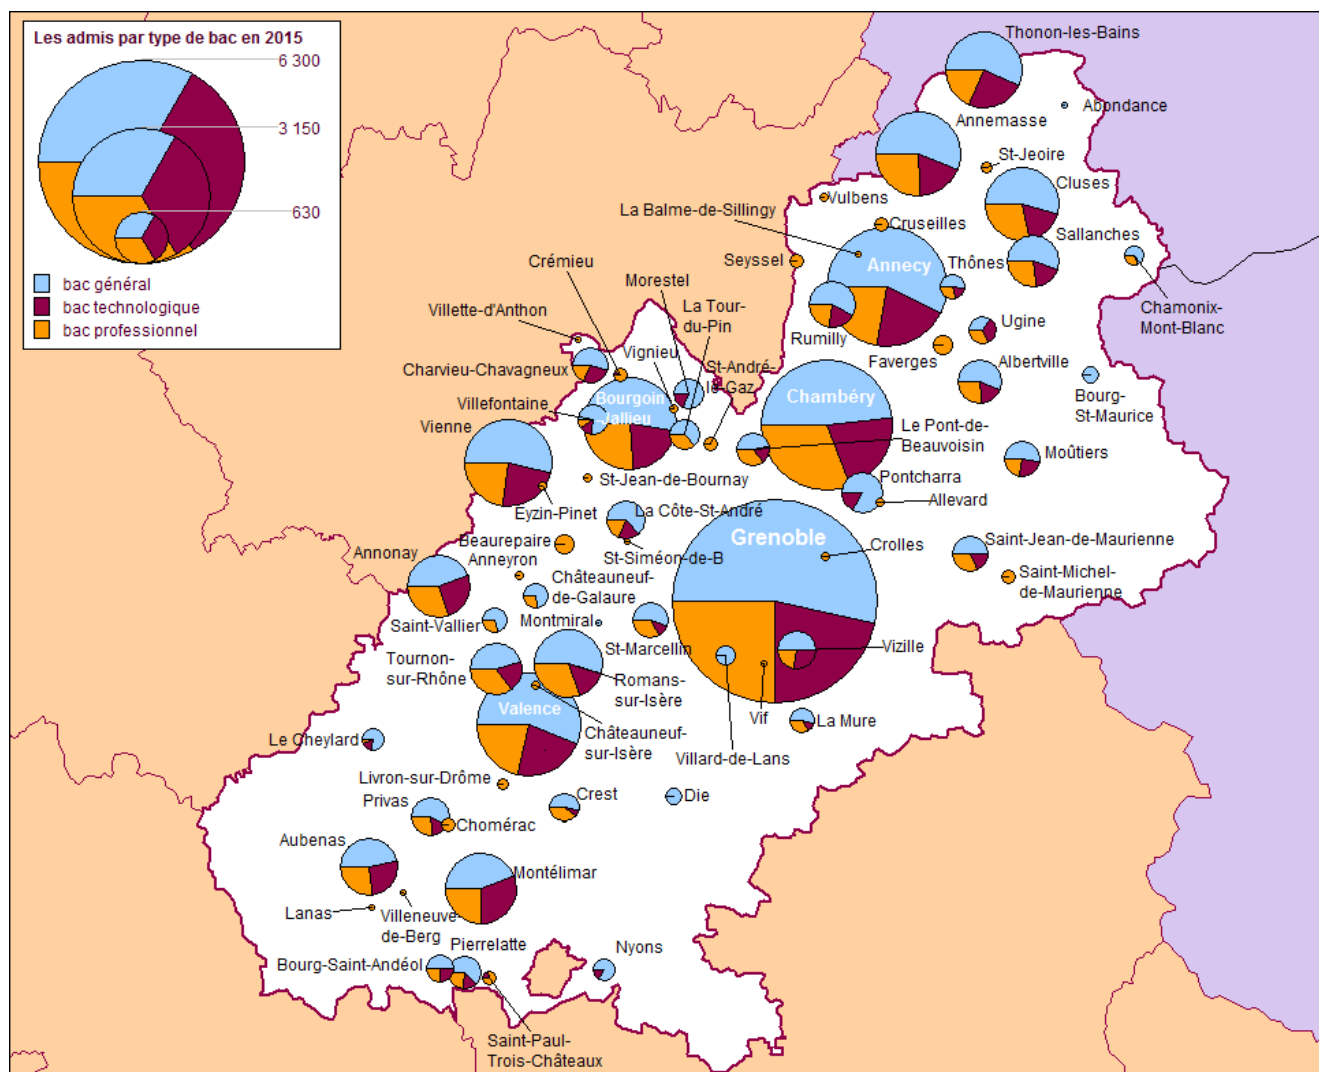 Les admis par type de bac en 2015
6 300
3 150
630
bac général
bac technologique
bac professionnel
Thonon-les-Bains
Abondance
Annemasse
St-Jeoire
Cluses
Vulbens
La Balme-de-Sillingy
Cruseilles
Sallanches
Seyssel
Annecy
Thônes
Crémieu
Morestel
Chamonix-
Mont-Blanc
Villette-d'Anthon
La Tour-
du-Pin
Rumilly
Ugine
Vignieu
Faverges
Albertville
Charvieu-Chavagneux
St-André-
le-Gaz
Bourg-
St-Maurice
Bourgoin
Jallieu
Chambéry
Villefontaine
Vienne
Le Pont-de-
Beauvoisin
Moûtiers
St-Jean-de-Bournay
Pontcharra
Allevard
Eyzin-Pinet
La Côte-St-André
Grenoble
Beaurepaire
Crolles
Saint-Jean-de-Maurienne
St-Siméon-de-B
Annonay
Anneyron
Châteauneuf-
de-Galaure
Saint-Michel
de-Maurienne
Saint-Vallier
Montmiral
St-Marcellin
Vizille
Tournon-
sur-Rhône
Romans-
sur-Isère
Valence
Vif
La Mure
Châteauneuf-
sur-Isère
Villard-de-Lans
Le Cheylard
Livron-sur-Drôme
Crest
Die
Privas
Chomérac
Aubenas
Montélimar
Lanas
Villeneuve
de-Berg
Pierrelatte
Nyons
Bourg-Saint-Andéol
Saint-Paul-
Trois-Châteaux